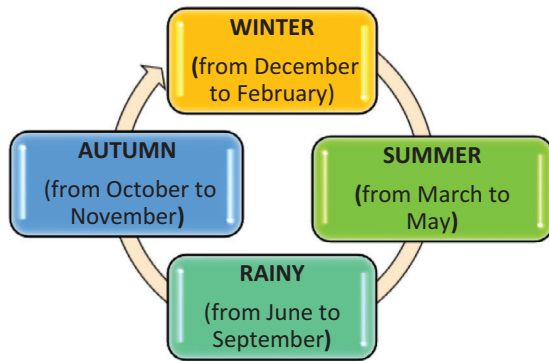 WINTER
(from December
to February)
SUMMER
(from March to
May)
RAINY
(from June to
September)
AUTUMN
(from October to
November)